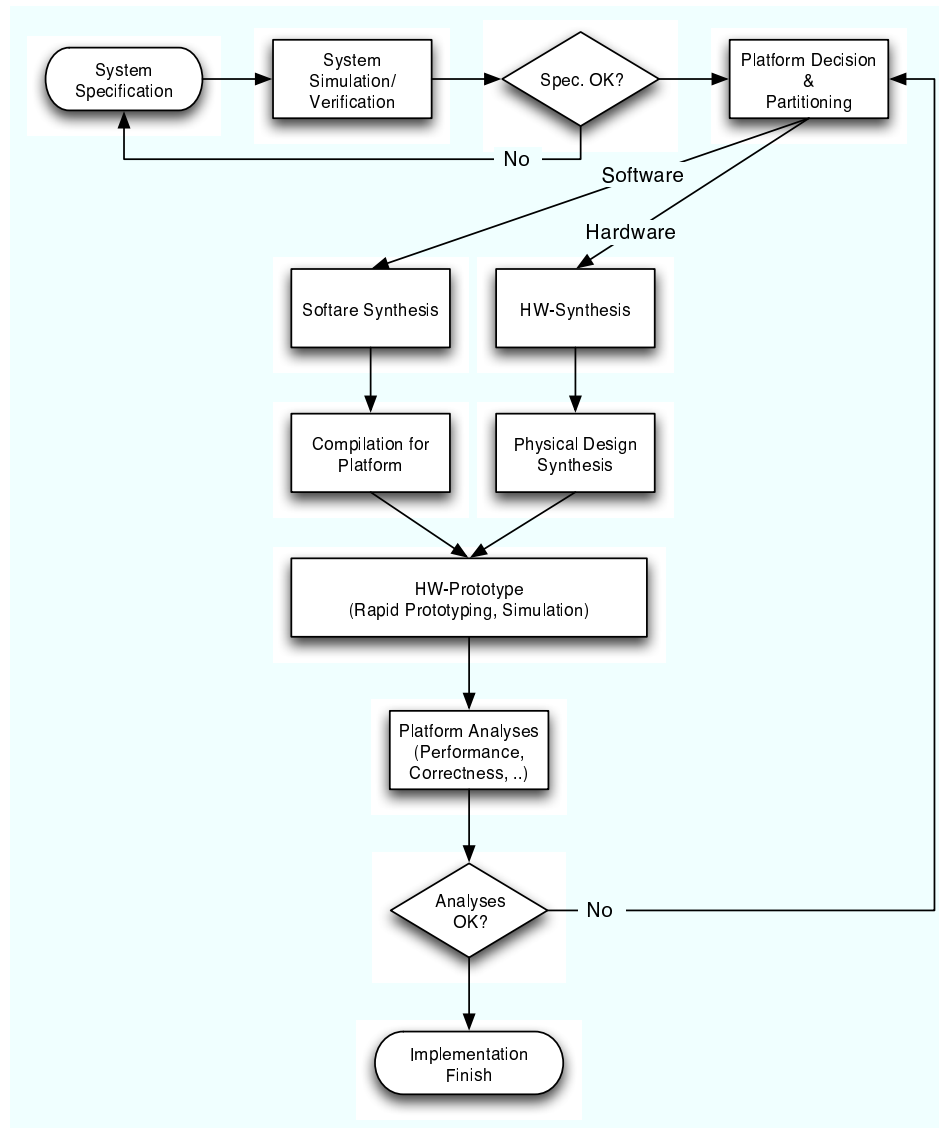 System
Specification
System
Simulation/
Verification
Spec. OK?
Platform Decision
&
Partitioning
No
Software
Hardware
Softare Synthesis
HW-Synthesis
Compilation for
Platform
Physical Design
Synthesis
HW-Prototype
(Rapid Prototyping, Simulation)
Platform Analyses
(Performance,
Correctness, ..)
Analyses
OK?
No
Implementation
Finish